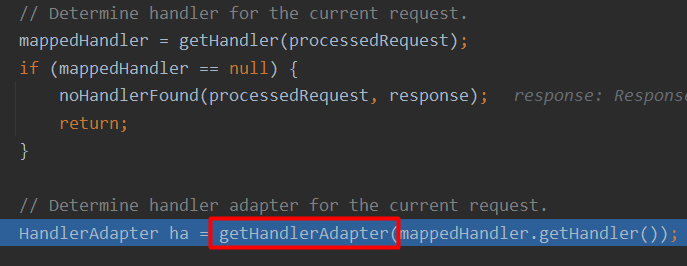 // Determine handler for the current request.
mappedHandler = getHandler(processedRequest);
if (mappedHandler == null) {
noHandlerFound(processedRequest, response); response: Response
return;
}
// Determine handler adapter for the current request.
HandlerAdapter ha = getHandlerAdapter(mappedHandler.getHandler());